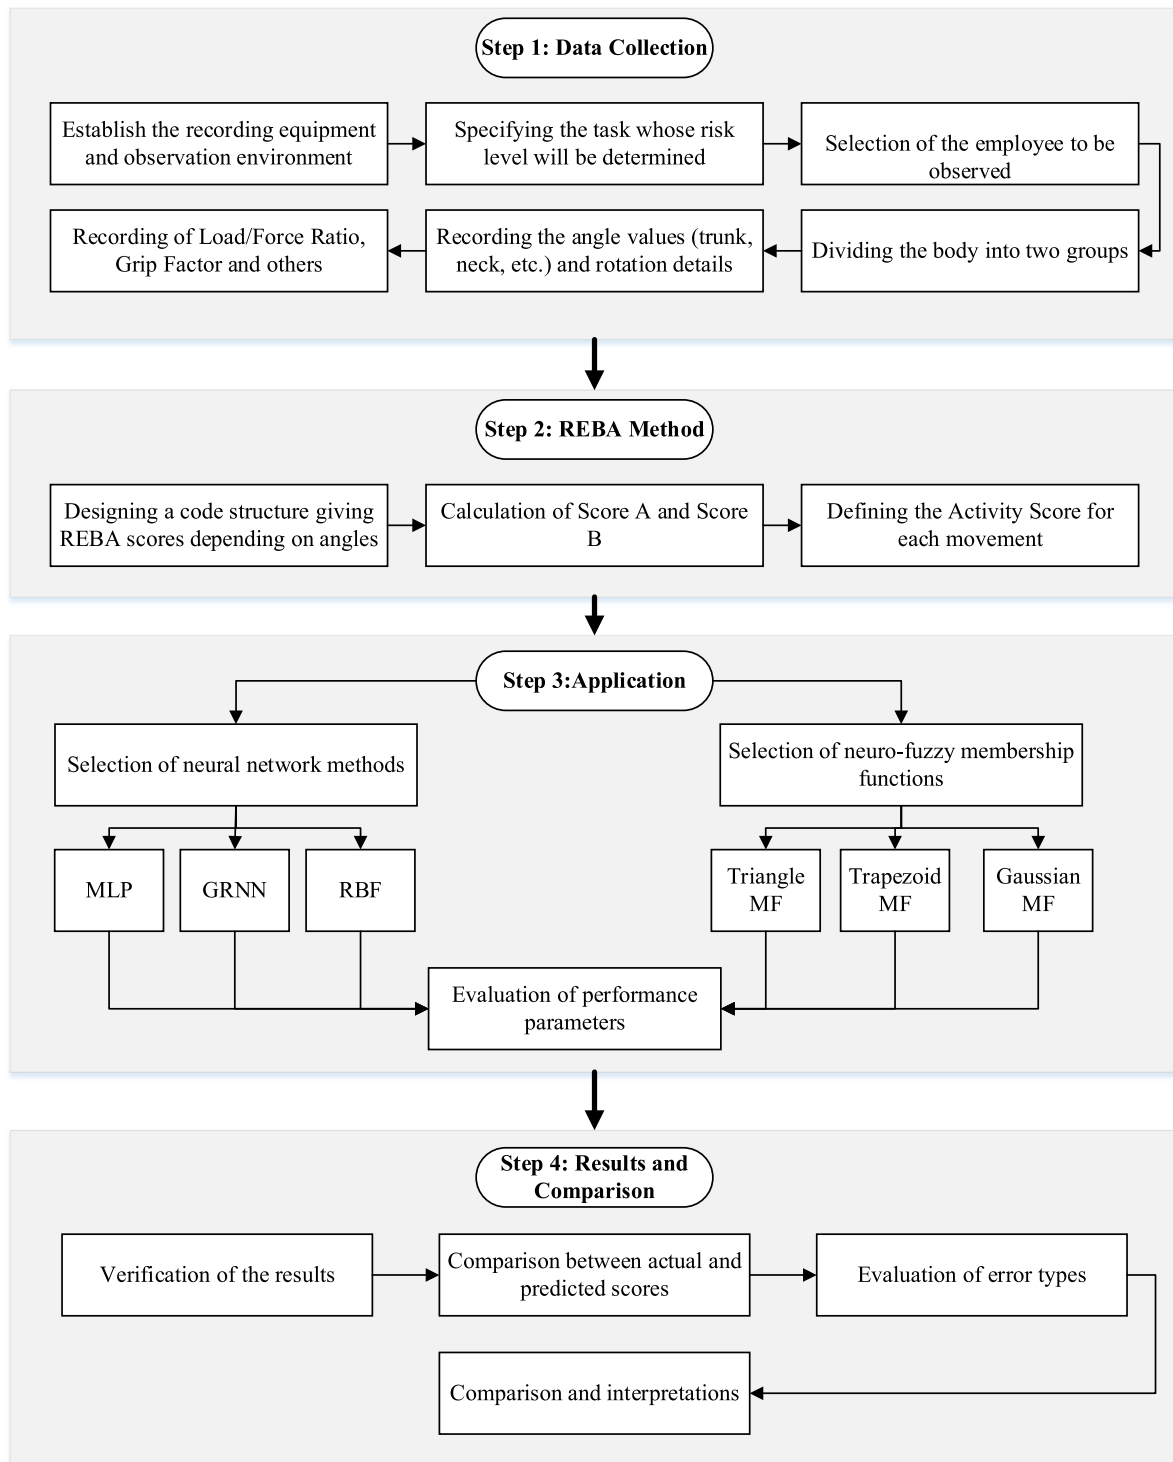 Step 1: Data Collection
Establish the recording equipment
and observation environment
Specifying the task whose risk
level will be determined
Selection of the employee to be
observed
Recording of Load/Force Ratio,
Grip Factor and others
Recording the angle values (trunk,
neck, etc.) and rotation details
Dividing the body into two groups
Step 2: REBA Method
Designing a code structure giving
REBA scores depending on angles
Calculation of Score A and Score
B
Defining the Activity Score for
each movement
Step 3:Application
Selection of neural network methods
Selection of neuro-fuzzy membership
functions
MLP
GRNN
RBF
Triangle
MF
Trapezoid
MF
Gaussian
MF
Evaluation of performance
parameters
Step 4: Results and
Comparison
Verification of the results
Comparison between actual and
predicted scores
Evaluation of error types
Comparison and interpretations